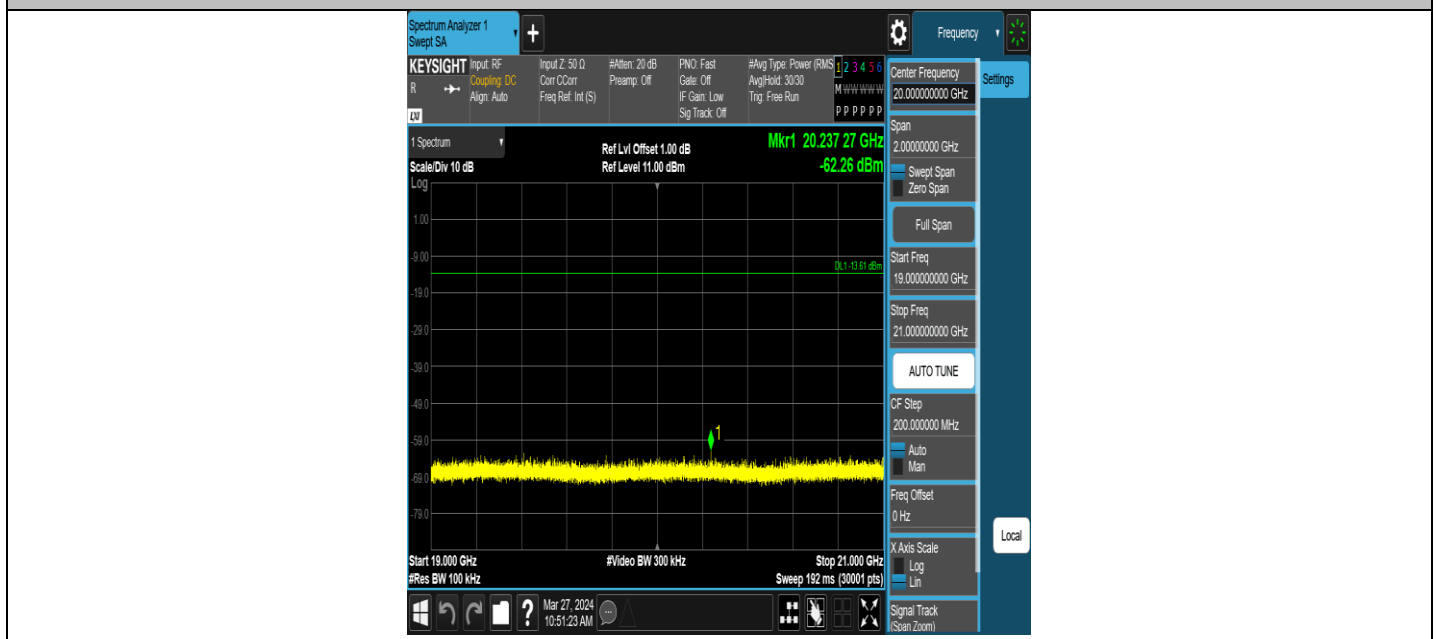 Spectrum Analyzer 1
Swept SA
+
Frequency
KEYSIGHT
R
LXI
Input: RF
Coupling: DC
Align: Auto
Input Z: 50 Ω
Corr CCorr
Freq Ref: Int (S)
#Atten: 20 dB
Preamp: Off
PNO: Fast
Gate: Off
IF Gain: Low
Sig Track: Off
#Avg Type: Power (RMS
Avg|Hold: 30/30
Trig: Free Run
1 2 3 4 5 6
M W W W W W
P P P P P P
1 Spectrum
Scale/Div 10 dB
Log
Ref Lvl Offset 1.00 dB
Ref Level 11.00 dBm
Mkr1 20.237 27 GHz
-62.26 dBm
1.00
-9.00
DL1 -13.61 dBm
-19.0
-29.0
-39.0
-49.0
-59.0
1
-69.0
-79.0
Start 19.000 GHz
#Video BW 300 kHz
Stop 21.000 GHz
#Res BW 100 kHz
Sweep 192 ms (30001 pts)
?
Mar 27, 2024
10:51:23 AM
Center Frequency
20.000000000 GHz
Settings
Span
2.00000000 GHz
Swept Span
Zero Span
Full Span
Start Freq
19.000000000 GHz
Stop Freq
21.000000000 GHz
AUTO TUNE
CF Step
200.000000 MHz
Auto
Man
Freq Offset
0 Hz
X Axis Scale
Log
Lin
Local
Signal Track
(Span Zoom)